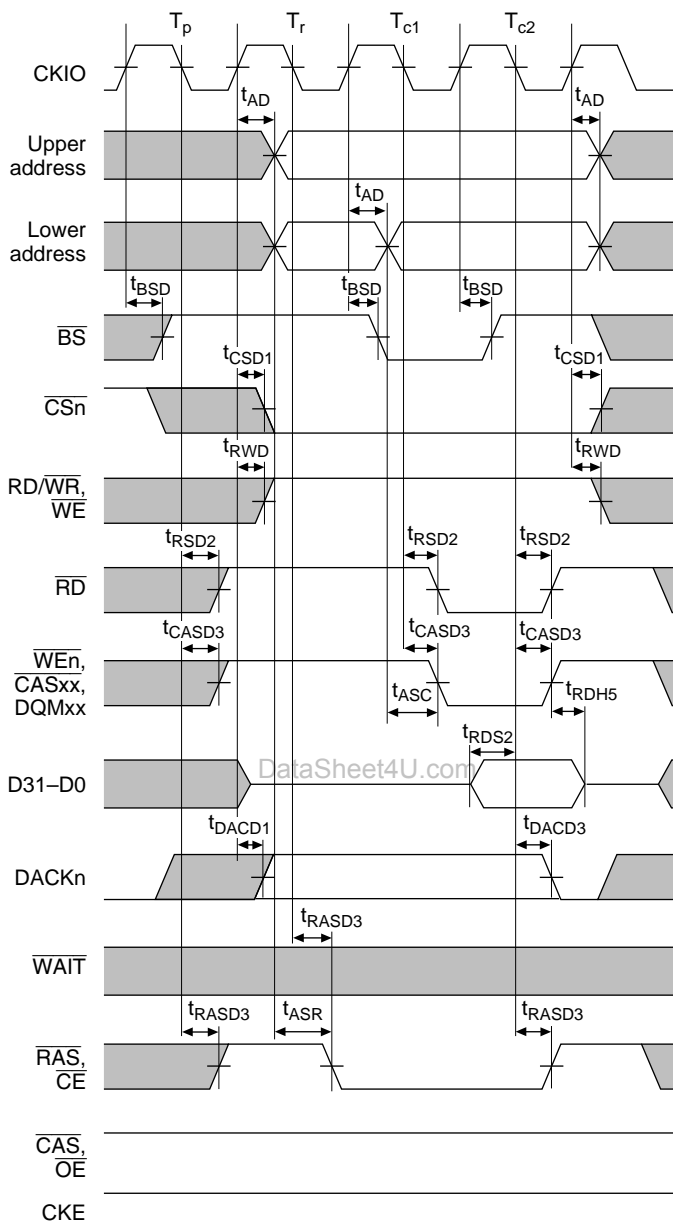 Tp Tr Tc1 Tc2
CKIO
tAD tAD
Upper
address
tAD
Lower
address
tBSD tBSD tBSD
BS
tCSD1 tCSD1
CSn
tRWD tRWD
RD/WR,
WE
tRSD2 tRSD2 tRSD2
RD
tCASD3 tCASD3 tCASD3
WEn,
CASxx,
DQMxx
tASC tRDH5
tRDS2
DataSheet4U.com
D31–D0
tDACD1 tDACD3
DACKn
tRASD3
WAIT
tRASD3 tASR tRASD3
RAS,
CE
CAS,
OE
CKE